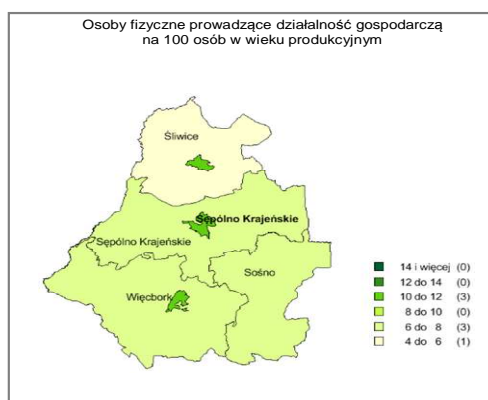 Osoby fizyczne prowadzące działalność gospodarczą
na 100 osób w wieku produkcyjnym
Śliwice
Sępólno Krajeńskie
Sępólno Krajeńskie
Sośno
Więcbork
14 i więcej (0)
12 do 14 (0)
10 do 12 (3)
8 do 10 (0)
6 do 8 (3)
4 do 6 (1)